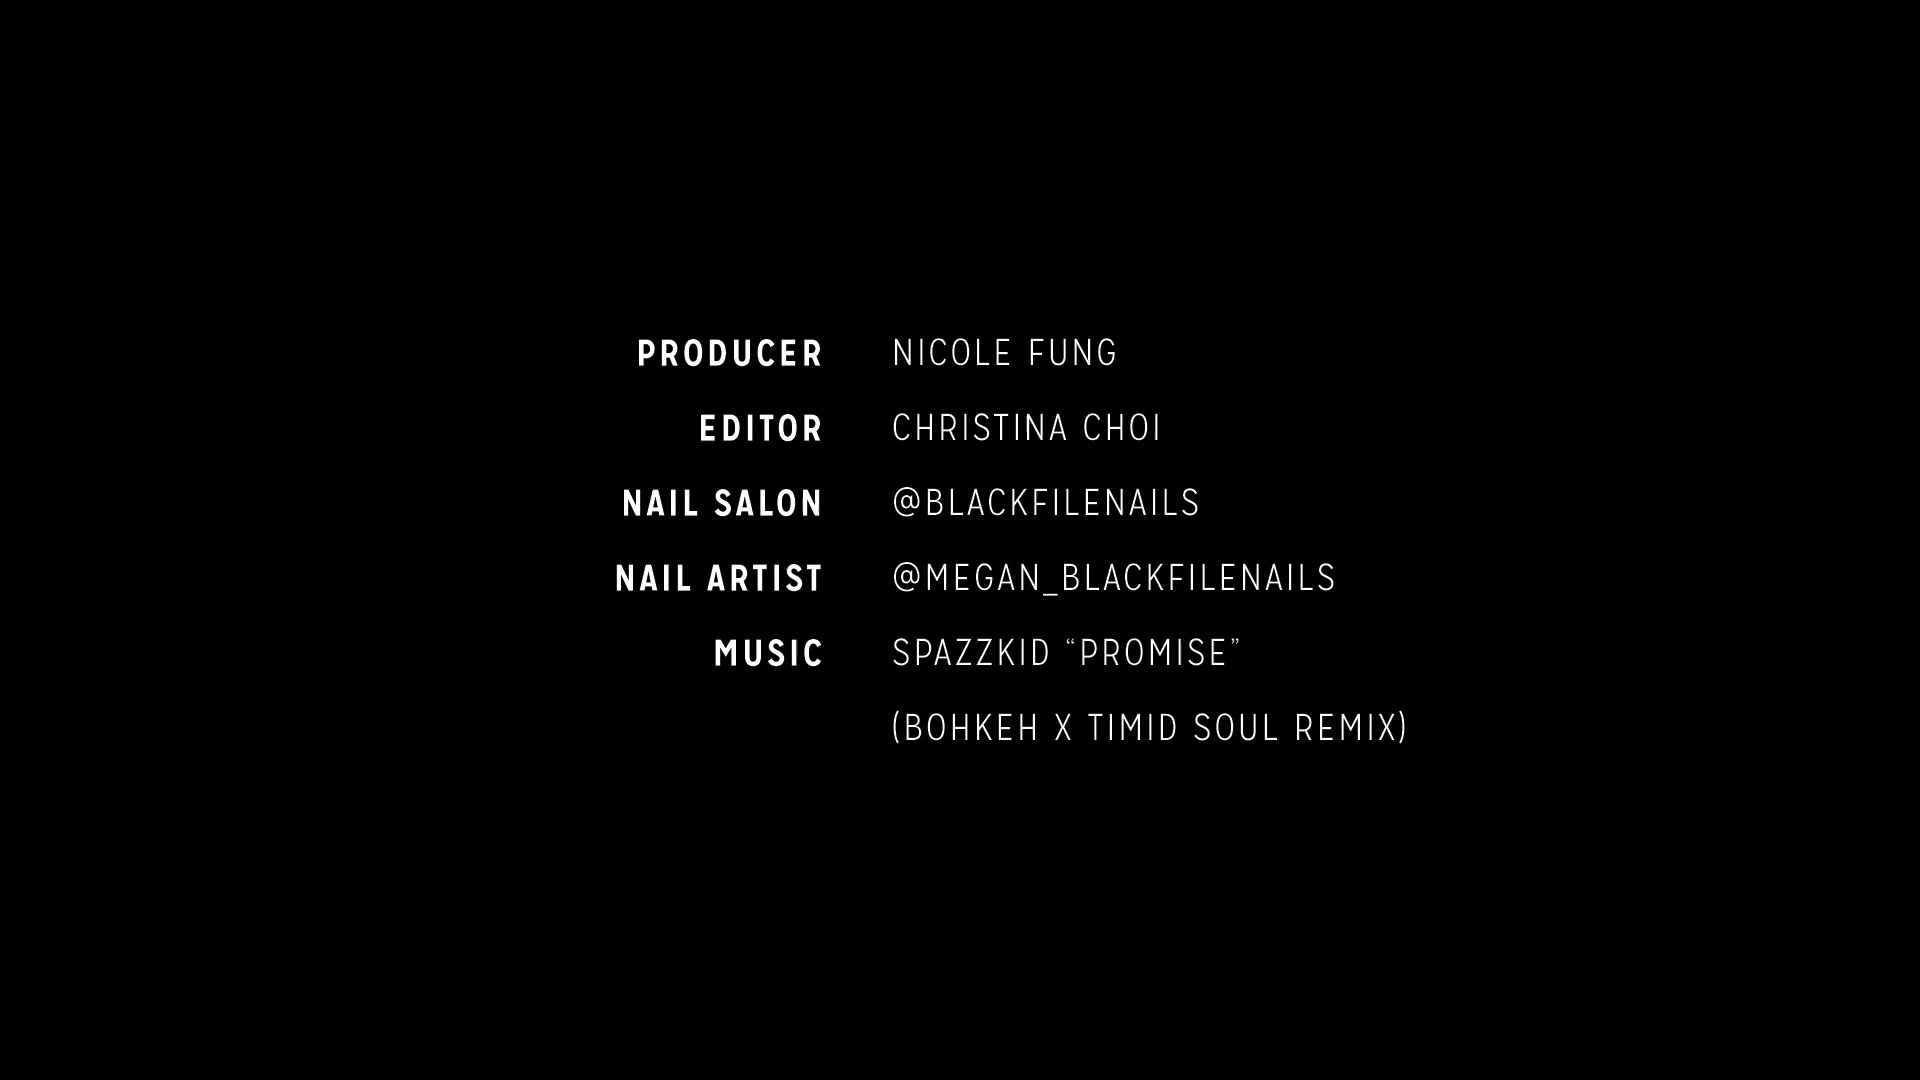 PRODUCER NICOLE FUNG
EDITOR CHRISTINA CHOI
NAIL SALON @BLACKFILENAILS
NAIL ARTIST @MEGAN_BLACKFILENAILS
MUSIC SPAZZKID “PROMISE”
(BOHKEH X TIMID SOUL REMIX)